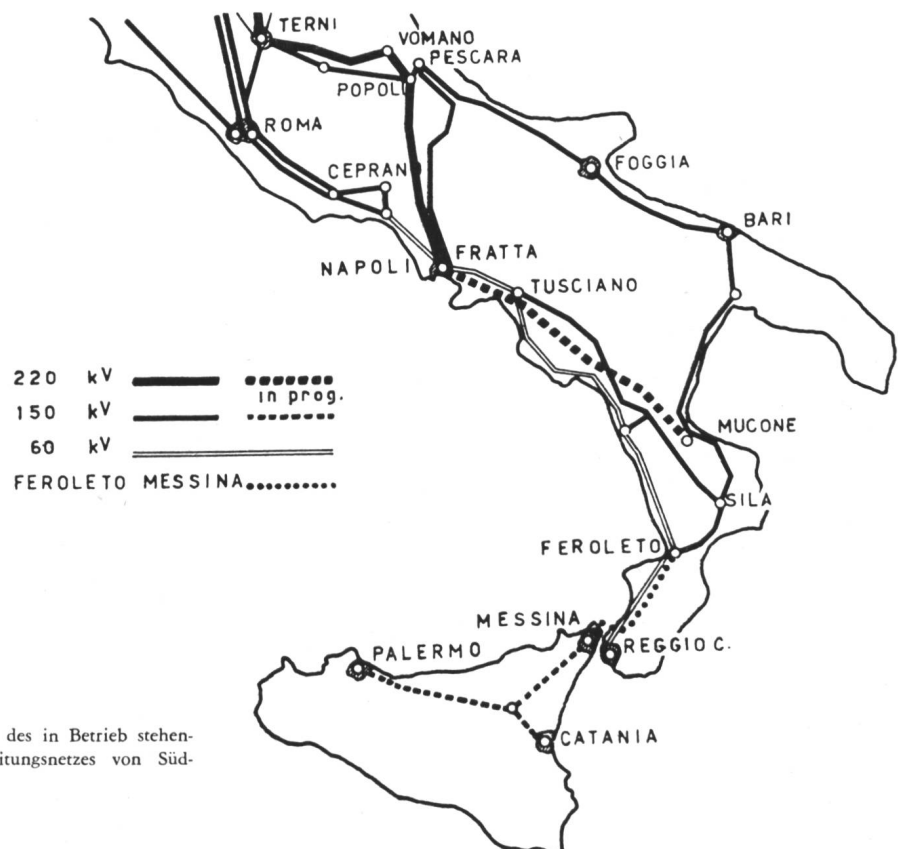 TERNI
VOMANO
PESCARA
POPOLI
ROMA
CEPRAN
FOGGIA
BARI
FRATTA
NAPOLI
TUSCIANO
220 kV
in prog.
150 kV
60 kV
MUCONE
FEROLETO MESSINA
SILA
FEROLETO
MESSINA
REGGIO C.
PALERMO
des in Betrieb stehen-
itungsnetzes von Süd-
CATANIA